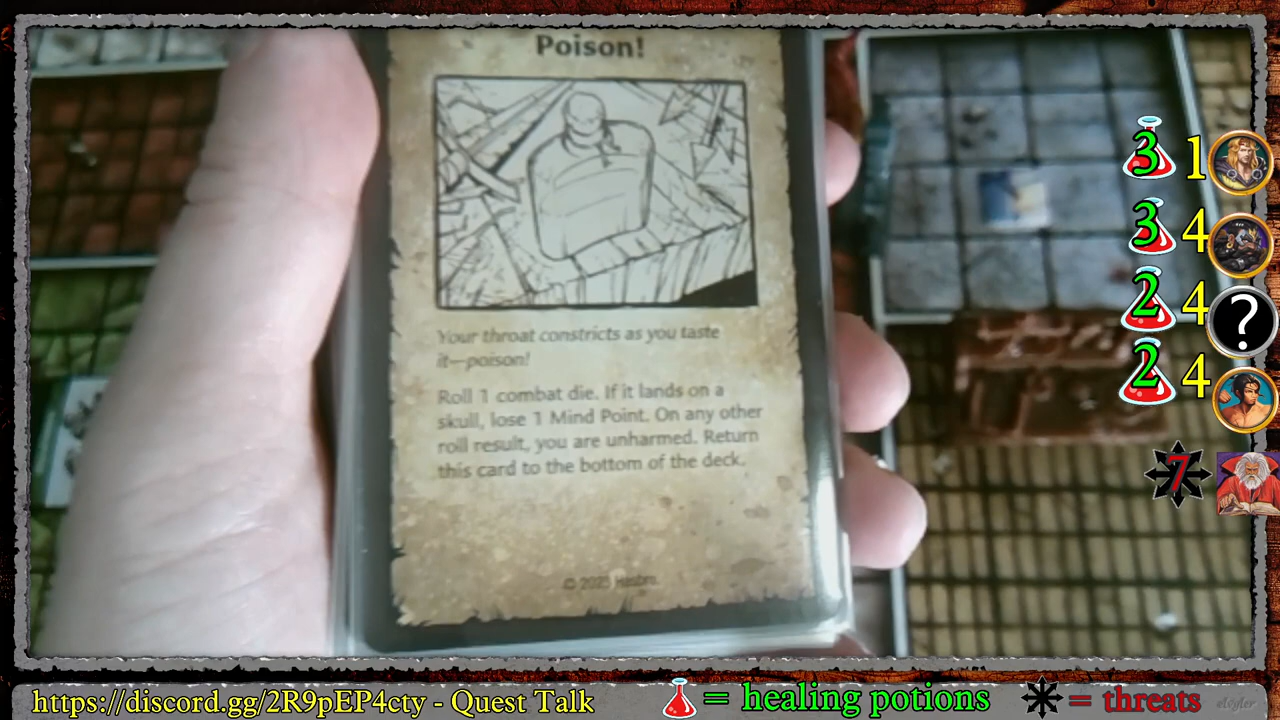 Poison!
Your throat constricts as you taste
it—poison!
Roll 1 combat die. If it lands on a
skull, lose 1 Mind Point. On any other
roll result, you are unharmed. Return
this card to the bottom of the deck.
© 2023 Hasbro.
3 1
3 4
2 4
?
2 4
7
https://discord.gg/2R9pEP4cty - Quest Talk
= healing potions
= threats